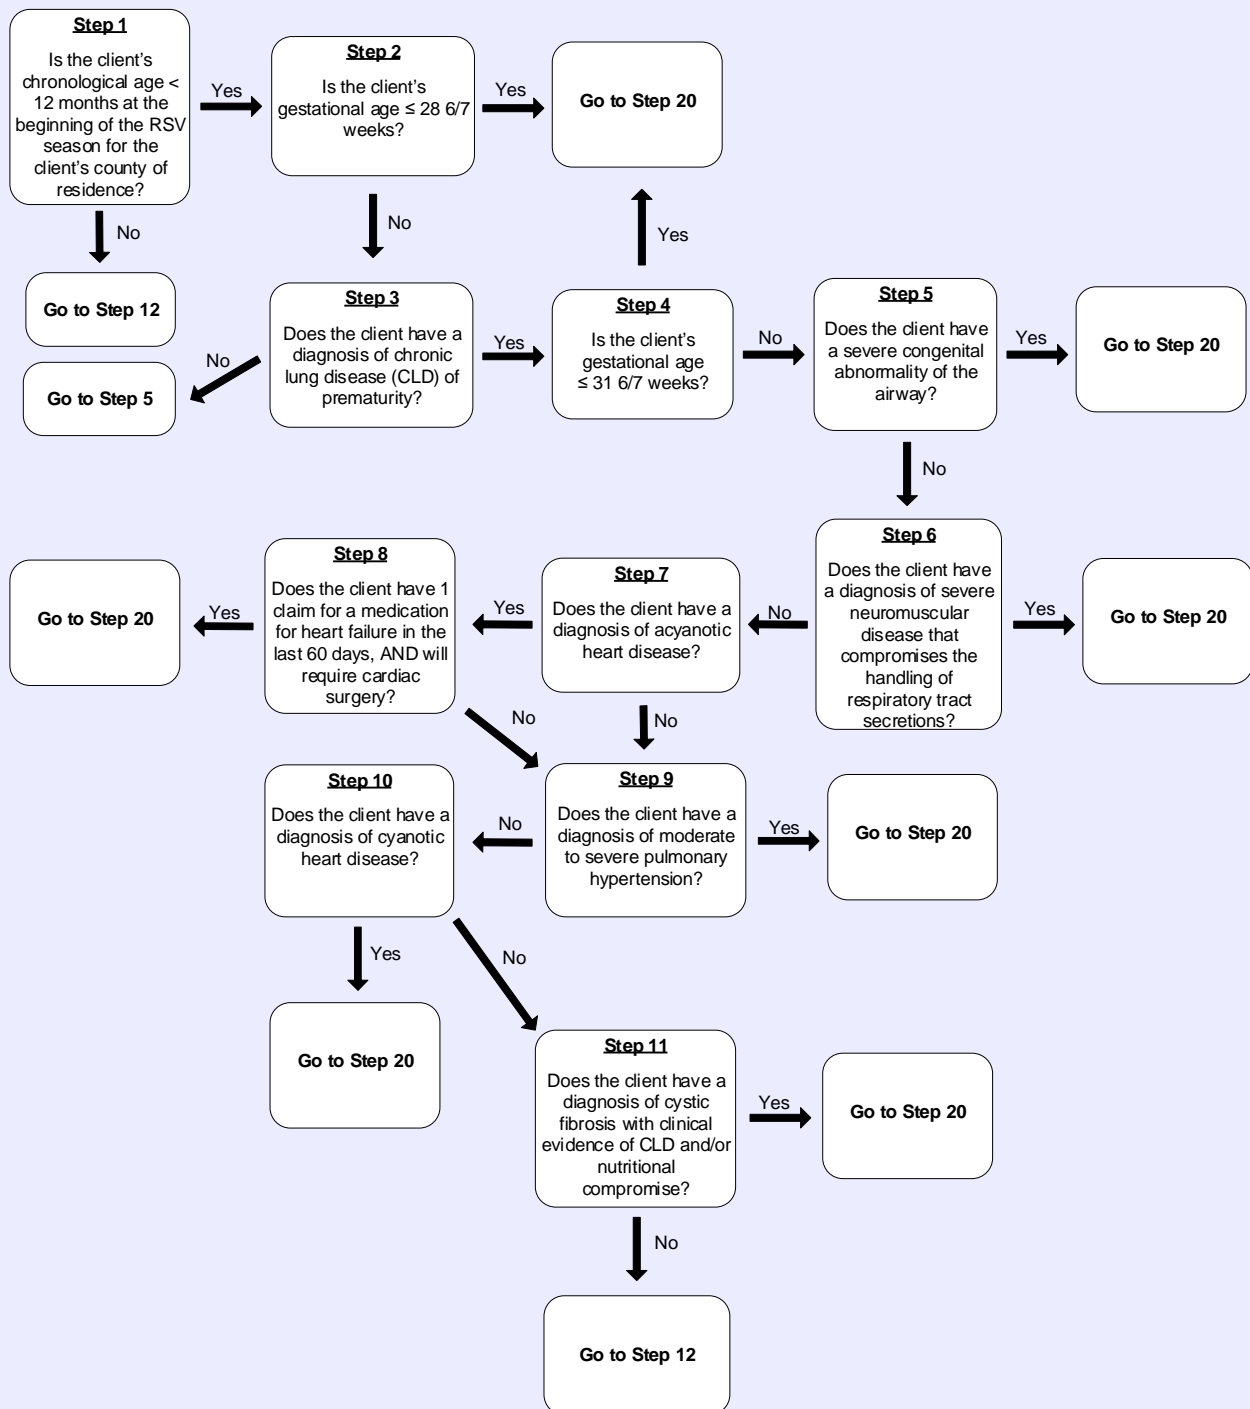 Step 1
Is the client's
chronological age <
12 months at the
beginning of the RSV
season for the
client's county of
residence?
Yes
Step 2
Is the client's
gestational age ≤ 28 6/7
weeks?
Yes
Go to Step 20
No
No
Yes
Go to Step 12
Step 3
Does the client have a
diagnosis of chronic
lung disease (CLD) of
prematurity?
No
Go to Step 5
Yes
Step 4
Is the client's
gestational age
≤ 31 6/7 weeks?
No
Step 5
Does the client have
a severe congenital
abnormality of the
airway?
Yes
Go to Step 20
No
Step 6
Does the client have
a diagnosis of severe
neuromuscular
disease that
compromises the
handling of
respiratory tract
secretions?
Yes
Go to Step 20
No
Step 7
Does the client have a
diagnosis of acyanotic
heart disease?
Yes
Step 8
Does the client have 1
claim for a medication
for heart failure in the
last 60 days, AND will
require cardiac
surgery?
Yes
Go to Step 20
No
No
Step 9
Does the client have a
diagnosis of moderate
to severe pulmonary
hypertension?
Yes
Go to Step 20
No
Step 10
Does the client have a
diagnosis of cyanotic
heart disease?
Yes
Go to Step 20
No
Step 11
Does the client have a
diagnosis of cystic
fibrosis with clinical
evidence of CLD and/or
nutritional
compromise?
Yes
Go to Step 20
No
Go to Step 12